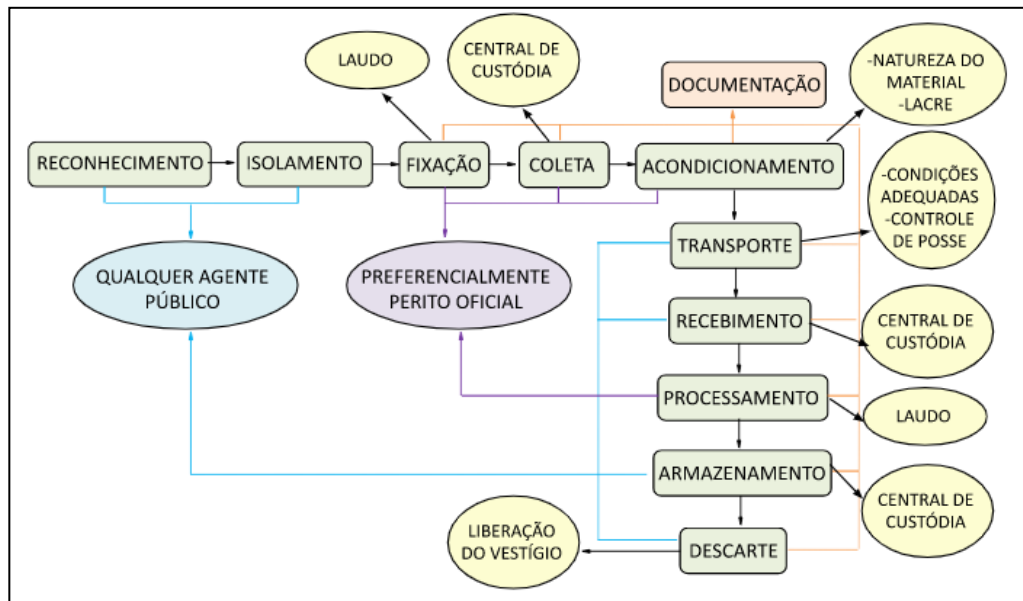 LAUDO
CENTRAL DE
CUSTÓDIA
DOCUMENTAÇÃO
-NATUREZA DO
MATERIAL
-LACRE
RECONHECIMENTO
ISOLAMENTO
FIXAÇÃO
COLETA
ACONDICIONAMENTO
-CONDIÇÕES
ADEQUADAS
-CONTROLE
DE POSSE
QUALQUER AGENTE
PÚBLICO
PREFERENCIALMENTE
PERITO OFICIAL
TRANSPORTE
RECEBIMENTO
CENTRAL DE
CUSTÓDIA
PROCESSAMENTO
LAUDO
ARMAZENAMENTO
CENTRAL DE
CUSTÓDIA
LIBERAÇÃO
DO VESTÍGIO
DESCARTE